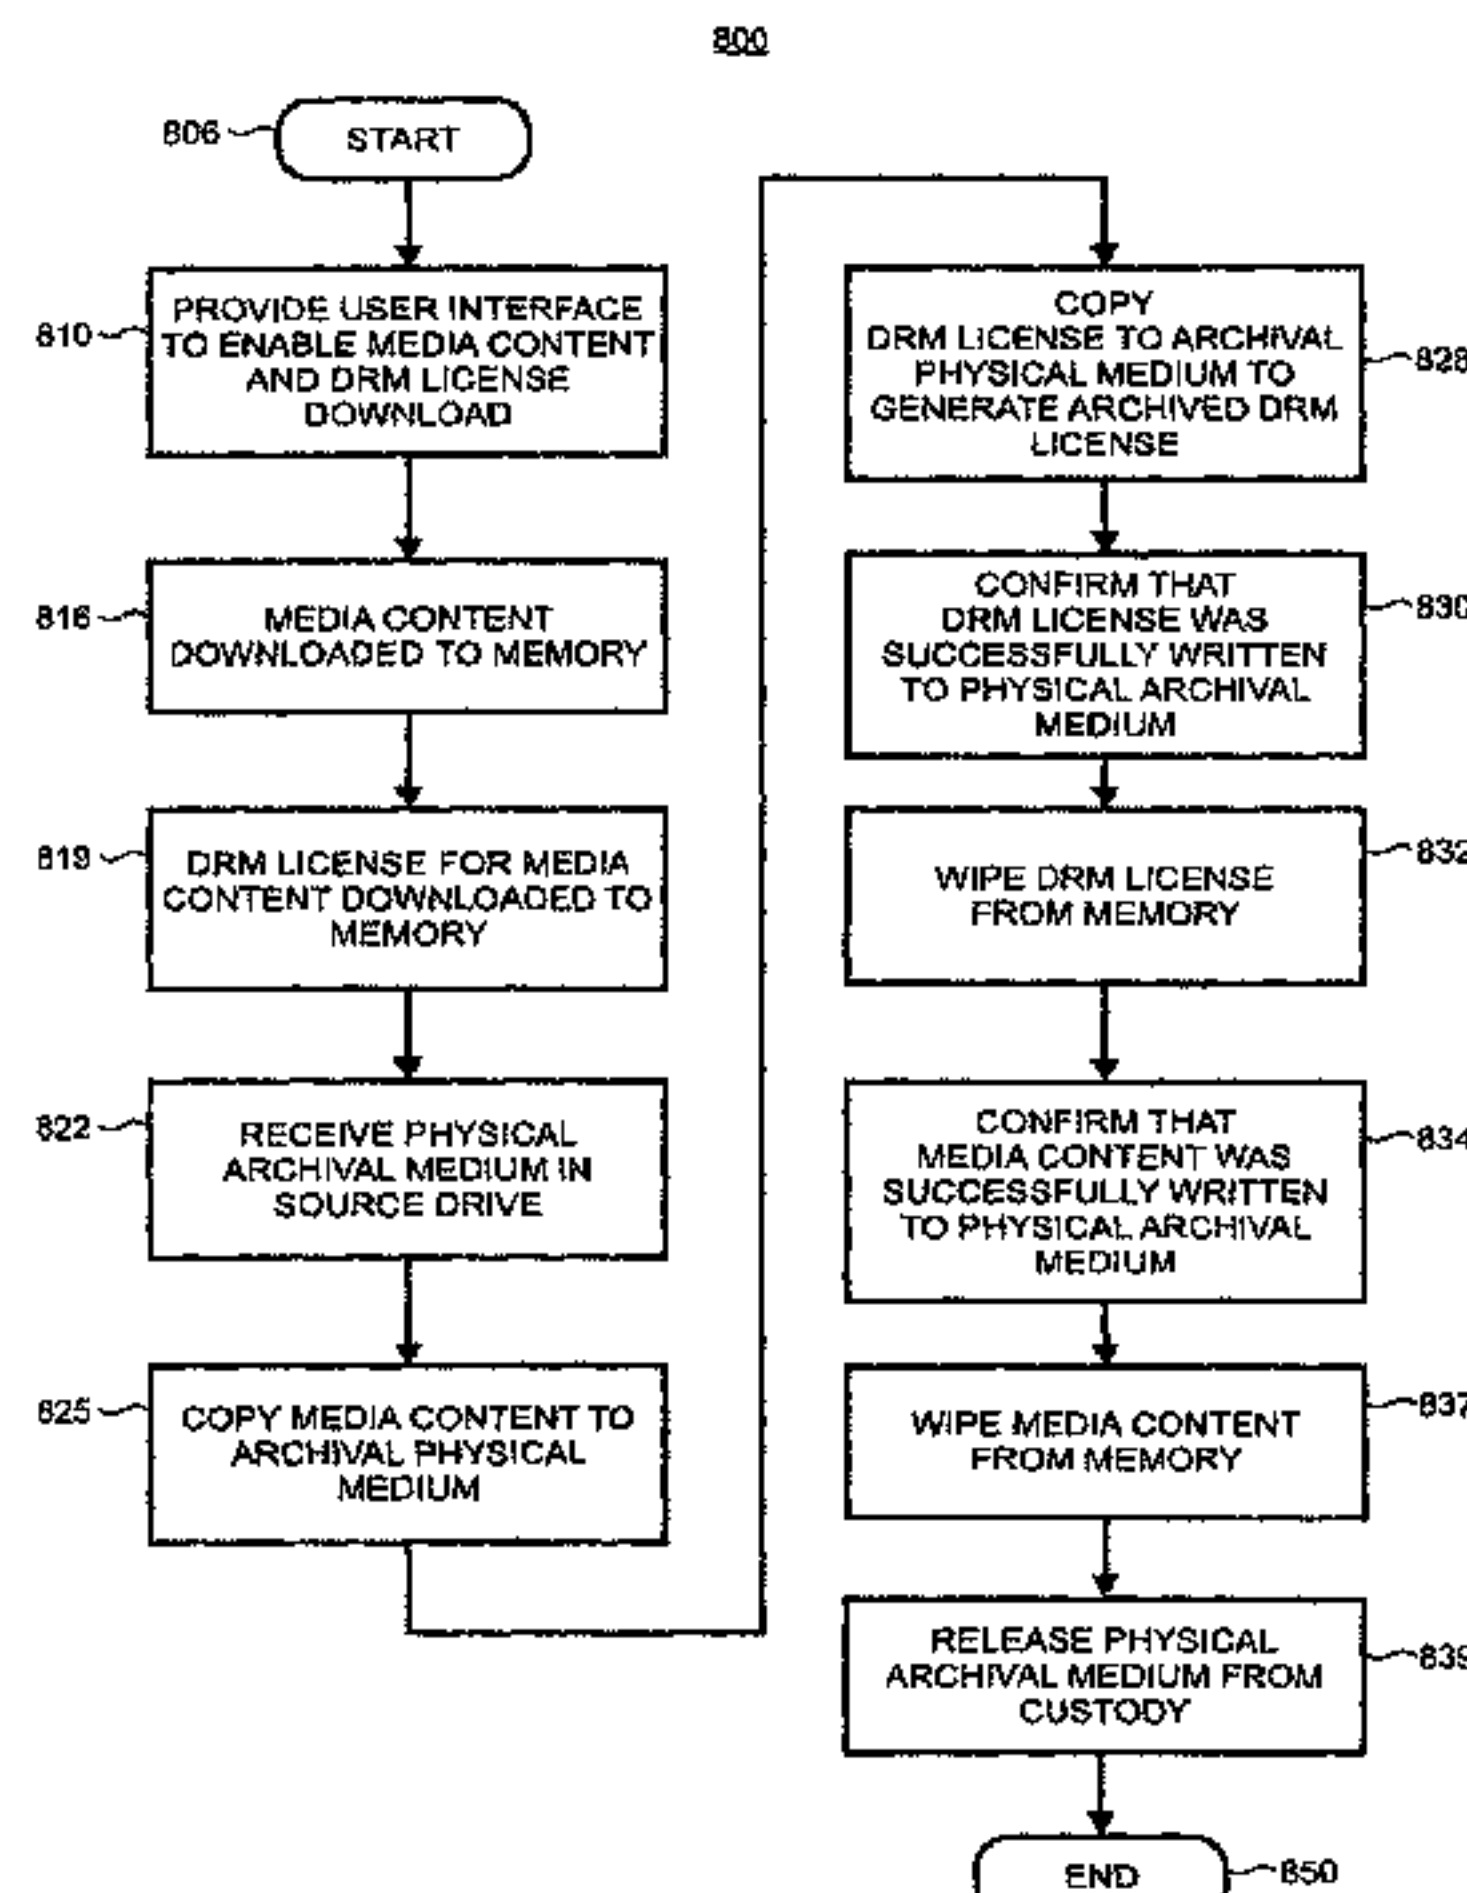 800
806
START
810
PROVIDE USER INTERFACE
TO ENABLE MEDIA CONTENT
AND DRM LICENSE
DOWNLOAD
816
MEDIA CONTENT
DOWNLOADED TO MEMORY
819
DRM LICENSE FOR MEDIA
CONTENT DOWNLOADED TO
MEMORY
822
RECEIVE PHYSICAL
ARCHIVAL MEDIUM IN
SOURCE DRIVE
825
COPY MEDIA CONTENT TO
ARCHIVAL PHYSICAL
MEDIUM
COPY
DRM LICENSE TO ARCHIVAL
PHYSICAL MEDIUM TO
GENERATE ARCHIVED DRM
LICENSE
828
CONFIRM THAT
DRM LICENSE WAS
SUCCESSFULLY WRITTEN
TO PHYSICAL ARCHIVAL
MEDIUM
830
WIPE DRM LICENSE
FROM MEMORY
832
CONFIRM THAT
MEDIA CONTENT WAS
SUCCESSFULLY WRITTEN
TO PHYSICAL ARCHIVAL
MEDIUM
834
WIPE MEDIA CONTENT
FROM MEMORY
837
RELEASE PHYSICAL
ARCHIVAL MEDIUM FROM
CUSTODY
839
END
850